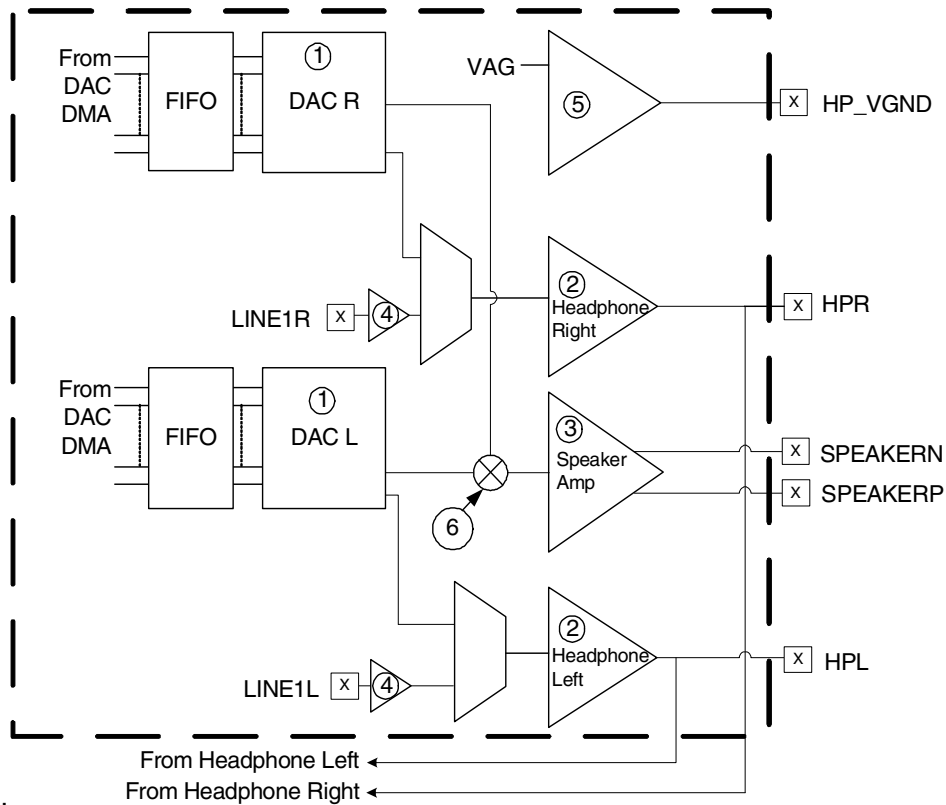 From
DAC
DMA
FIFO
1
DAC R
VAG
5
X
HP_VGND
LINE1R
X
4
2
Headphone
Right
X
HPR
From
DAC
DMA
FIFO
1
DAC L
3
Speaker
Amp
X
SPEAKERN
X
SPEAKERP
6
LINE1L
X
4
2
Headphone
Left
X
HPL
From Headphone Left
From Headphone Right